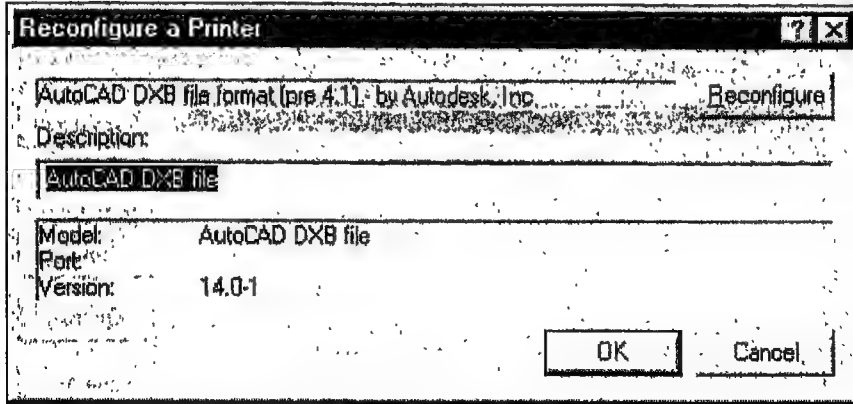 Reconfigure a Printer
AutoCAD DXB file format (pre 4.1) - by Autodesk, Inc
Reconfigure
Description:
AutoCAD DXB file
Model: AutoCAD DXB file
Port:
Version: 14.0-1
OK Cancel